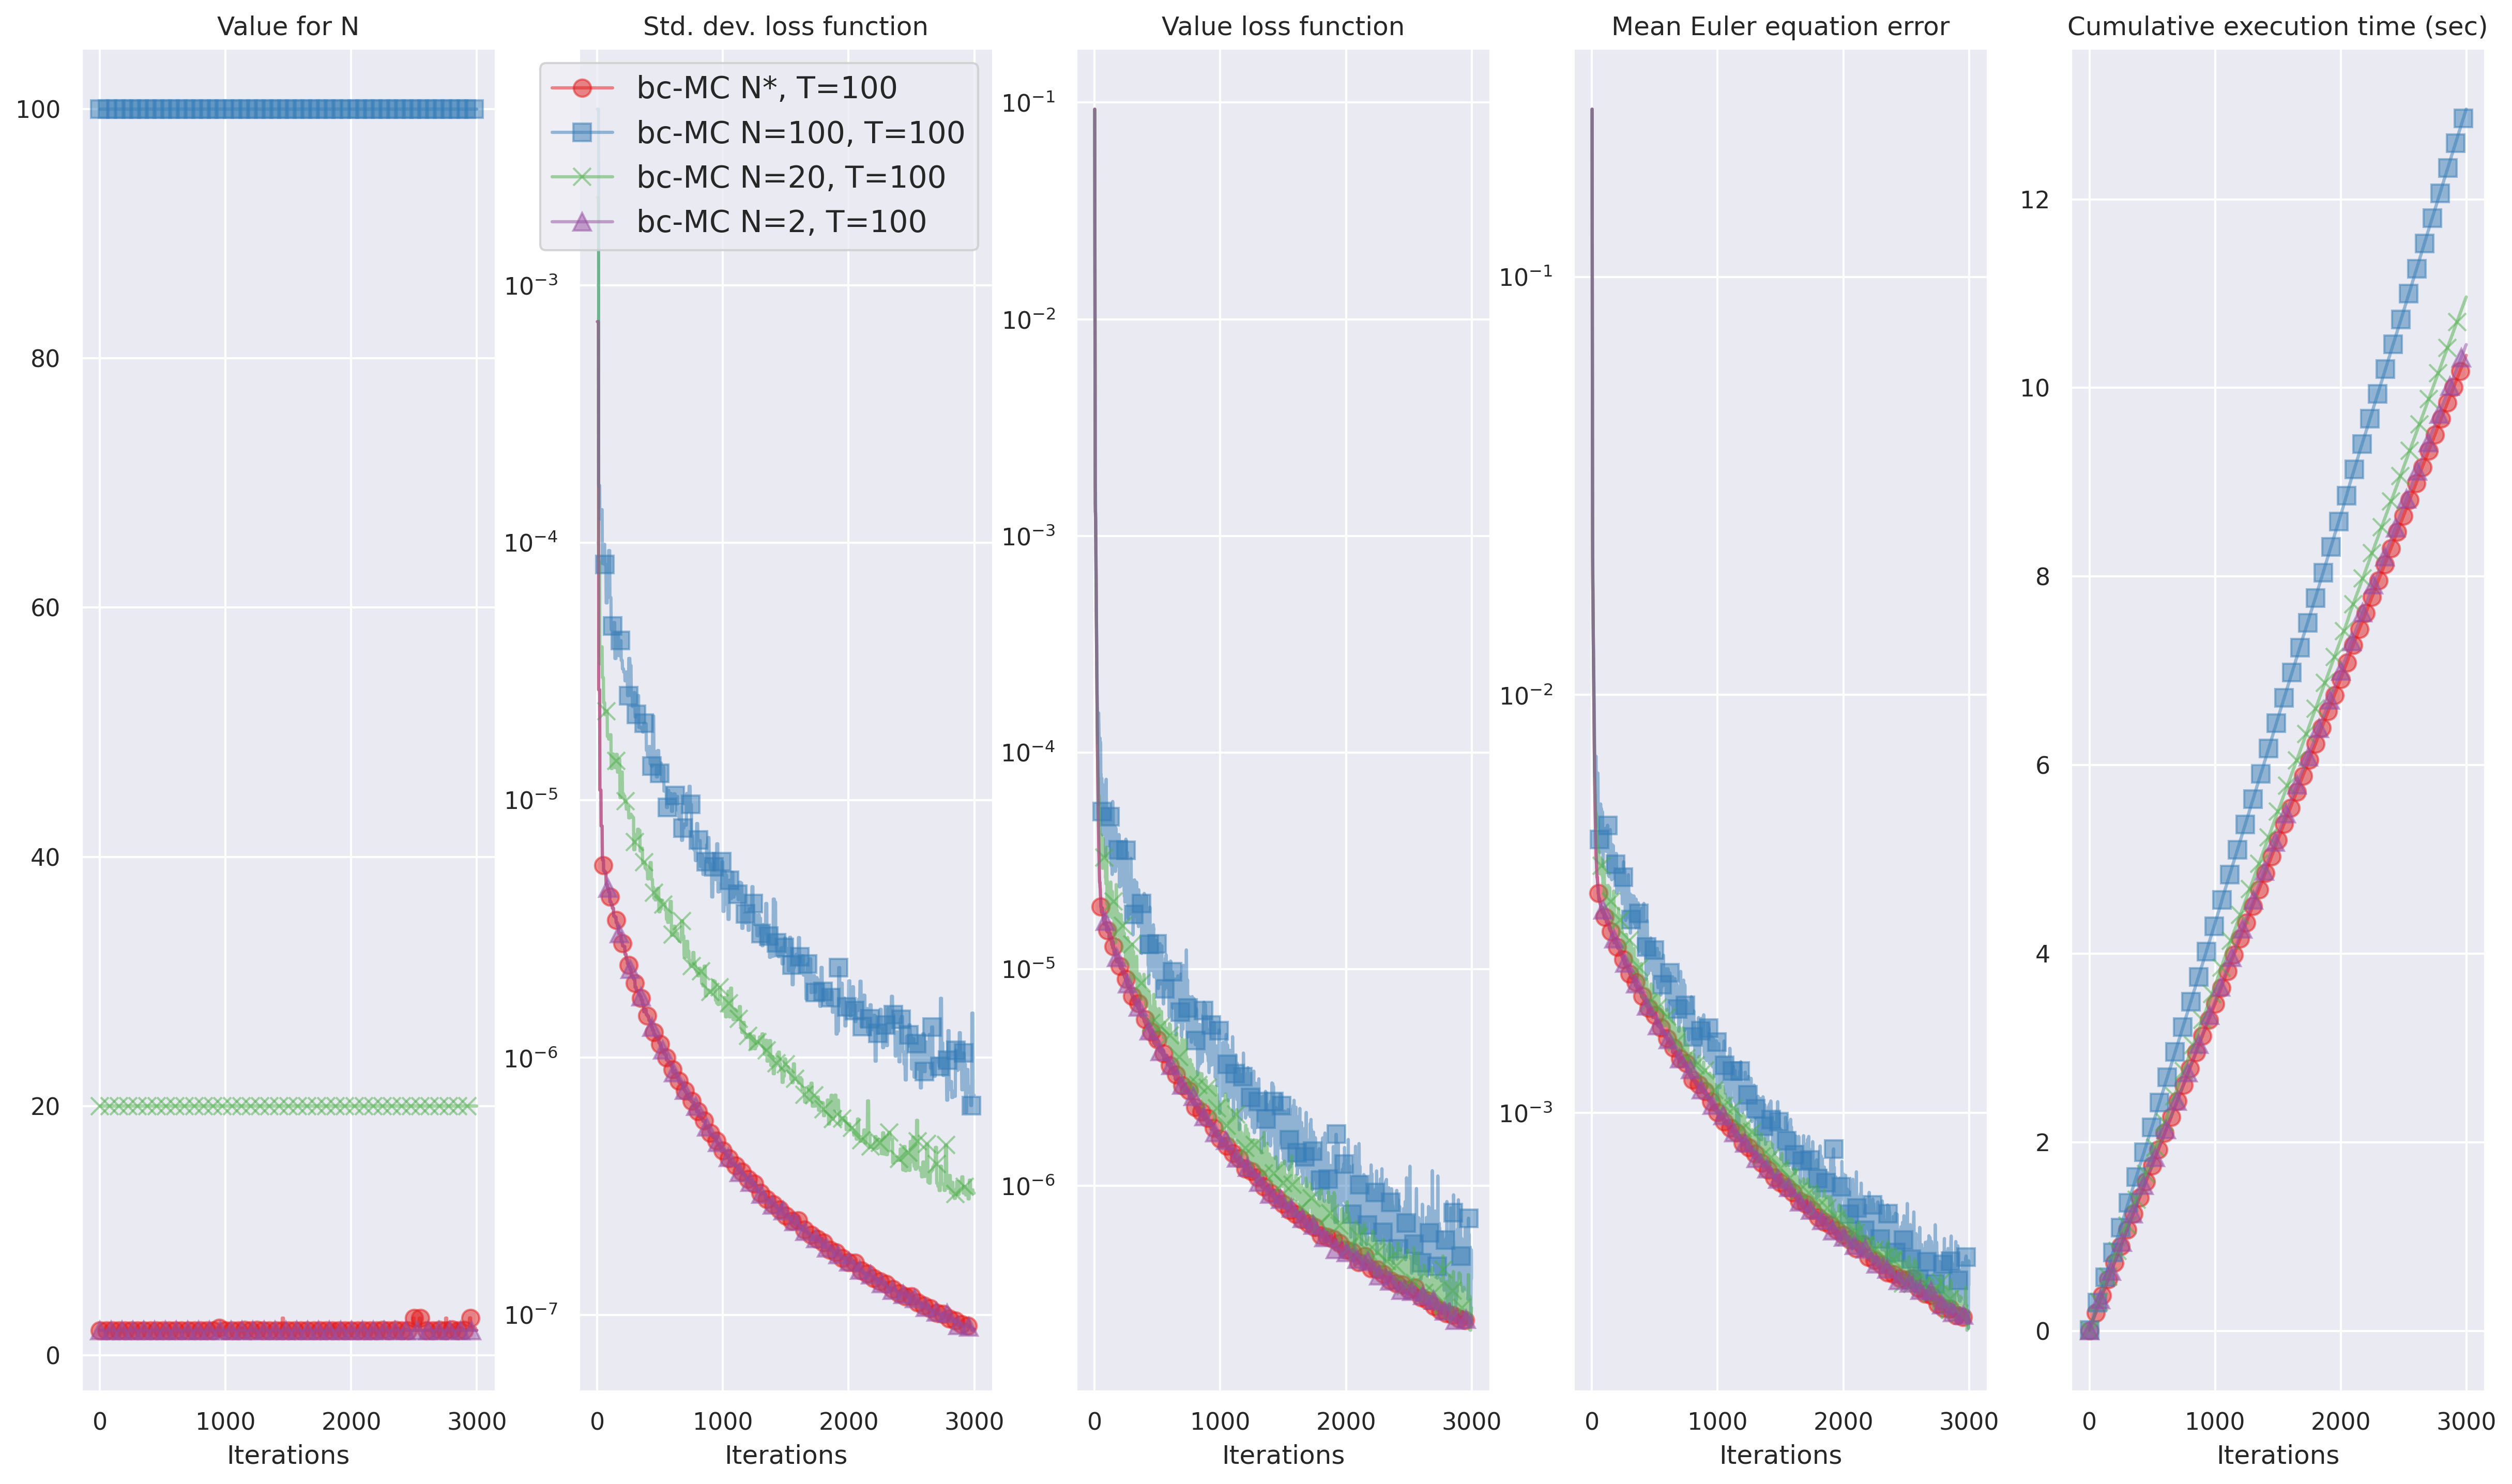 Value for N
100
80
60
40
20
0
0 1000 2000 3000
Iterations
Std. dev. loss function
bc-MC N*, T=100
bc-MC N=100, T=100
bc-MC N=20, T=100
bc-MC N=2, T=100
10⁻³
10⁻⁴
10⁻⁵
10⁻⁶
10⁻⁷
0 1000 2000 3000
Iterations
Value loss function
10⁻¹
10⁻²
10⁻³
10⁻⁴
10⁻⁵
10⁻⁶
0 1000 2000 3000
Iterations
Mean Euler equation error
10⁻¹
10⁻²
10⁻³
0 1000 2000 3000
Iterations
Cumulative execution time (sec)
12
10
8
6
4
2
0
0 1000 2000 3000
Iterations